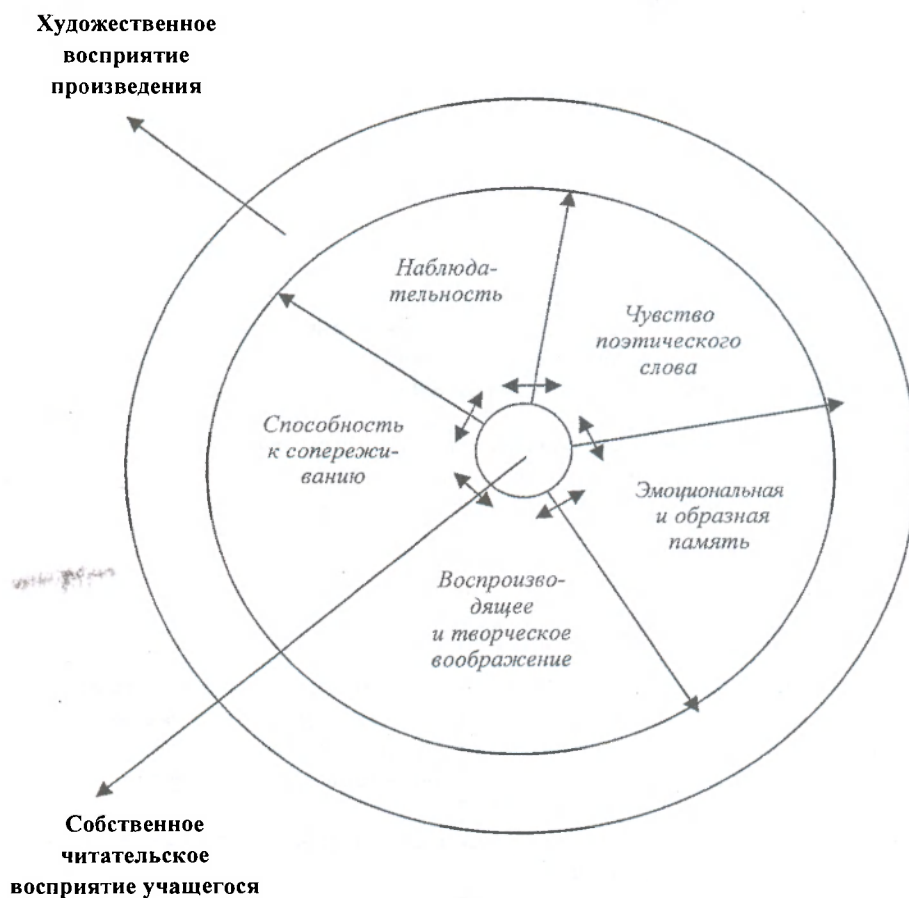 Художественное
восприятие
произведения
Наблюда-
тельность
Чувство
поэтического
слова
Способность
к сопережи-
ванию
Эмоциональная
и образная
память
Воспроизво-
дящее
и творческое
воображение
Собственное
читательское
восприятие учащегося